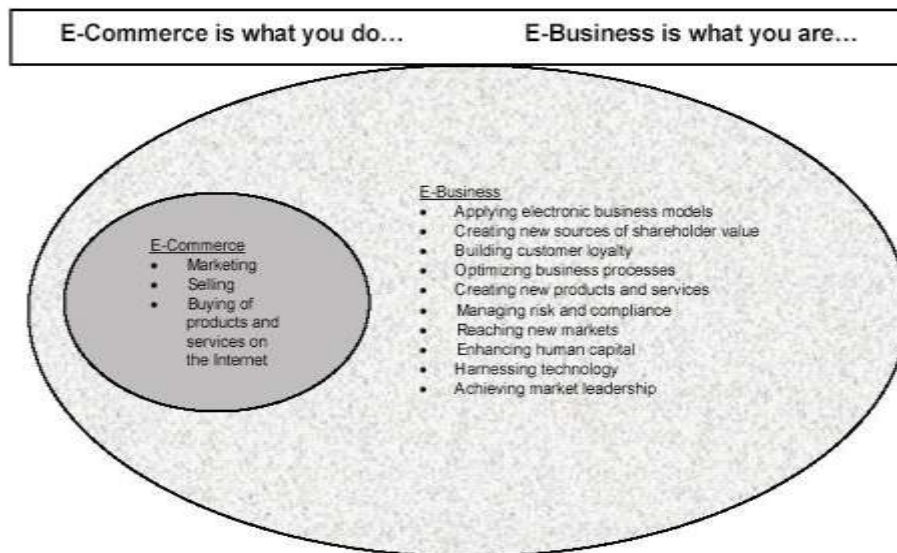 E-Commerce is what you do… E-Business is what you are…
E-Commerce
• Marketing
• Selling
• Buying of
products and
services on
the Internet
E-Business
• Applying electronic business models
• Creating new sources of shareholder value
• Building customer loyalty
• Optimizing business processes
• Creating new products and services
• Managing risk and compliance
• Reaching new markets
• Enhancing human capital
• Harnessing technology
• Achieving market leadership